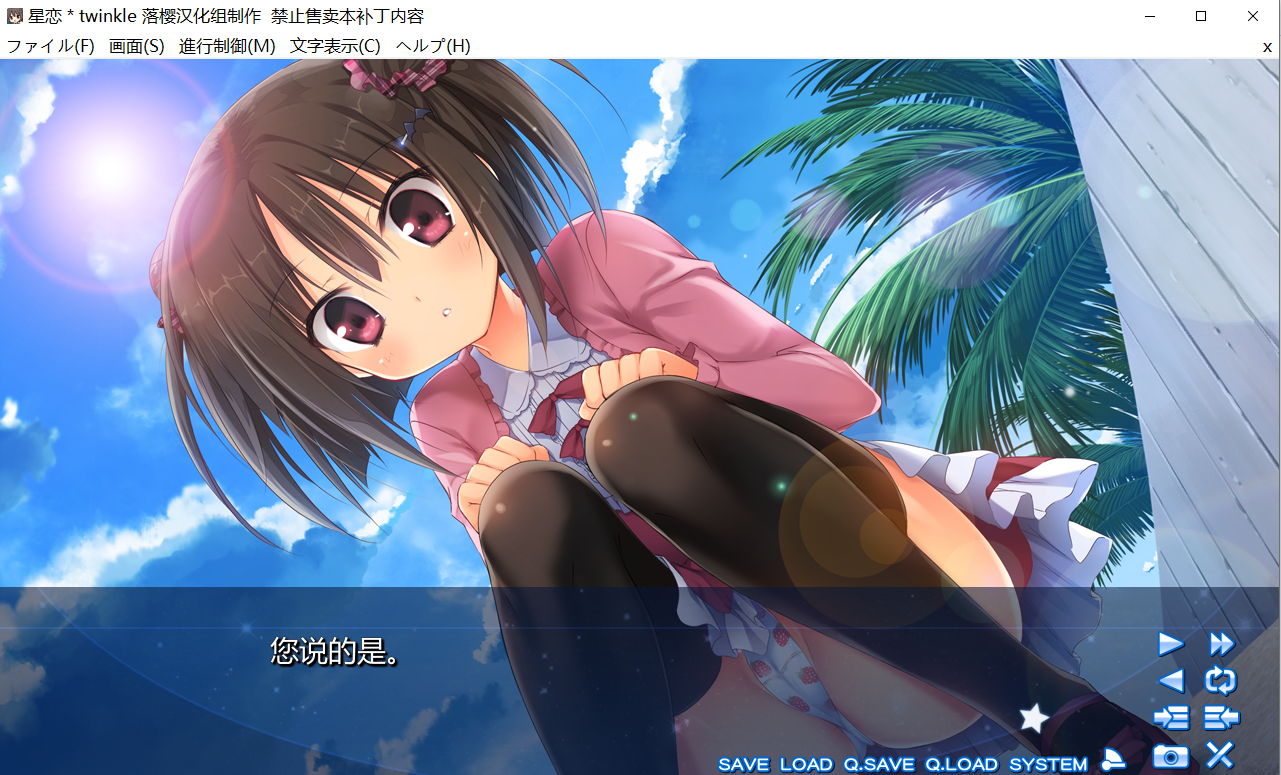 星恋 * twinkle 落樱汉化组制作 禁止售卖本补丁内容
ファイル(F) 画面(S) 進行制御(M) 文字表示(C) ヘルプ(H) x
您说的是。
SAVE LOAD Q.SAVE Q.LOAD SYSTEM